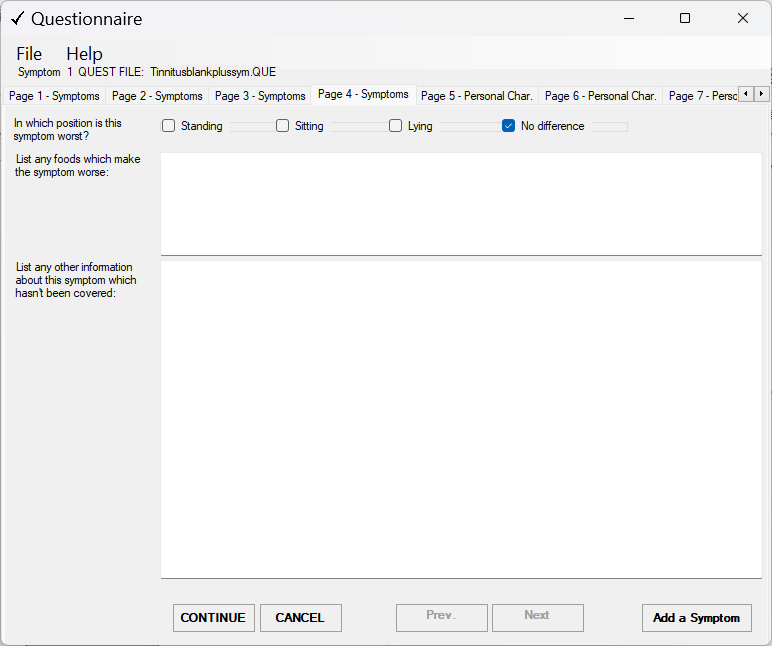 Questionnaire
File Help
Symptom 1 QUEST FILE: Tinnitusblankplussym.QUE
Page 1 - Symptoms Page 2 - Symptoms Page 3 - Symptoms Page 4 - Symptoms Page 5 - Personal Char. Page 6 - Personal Char. Page 7 - Perso
In which position is this
symptom worst?
Standing Sitting Lying No difference
List any foods which make
the symptom worse:
List any other information
about this symptom which
hasn't been covered:
CONTINUE CANCEL Prev. Next Add a Symptom